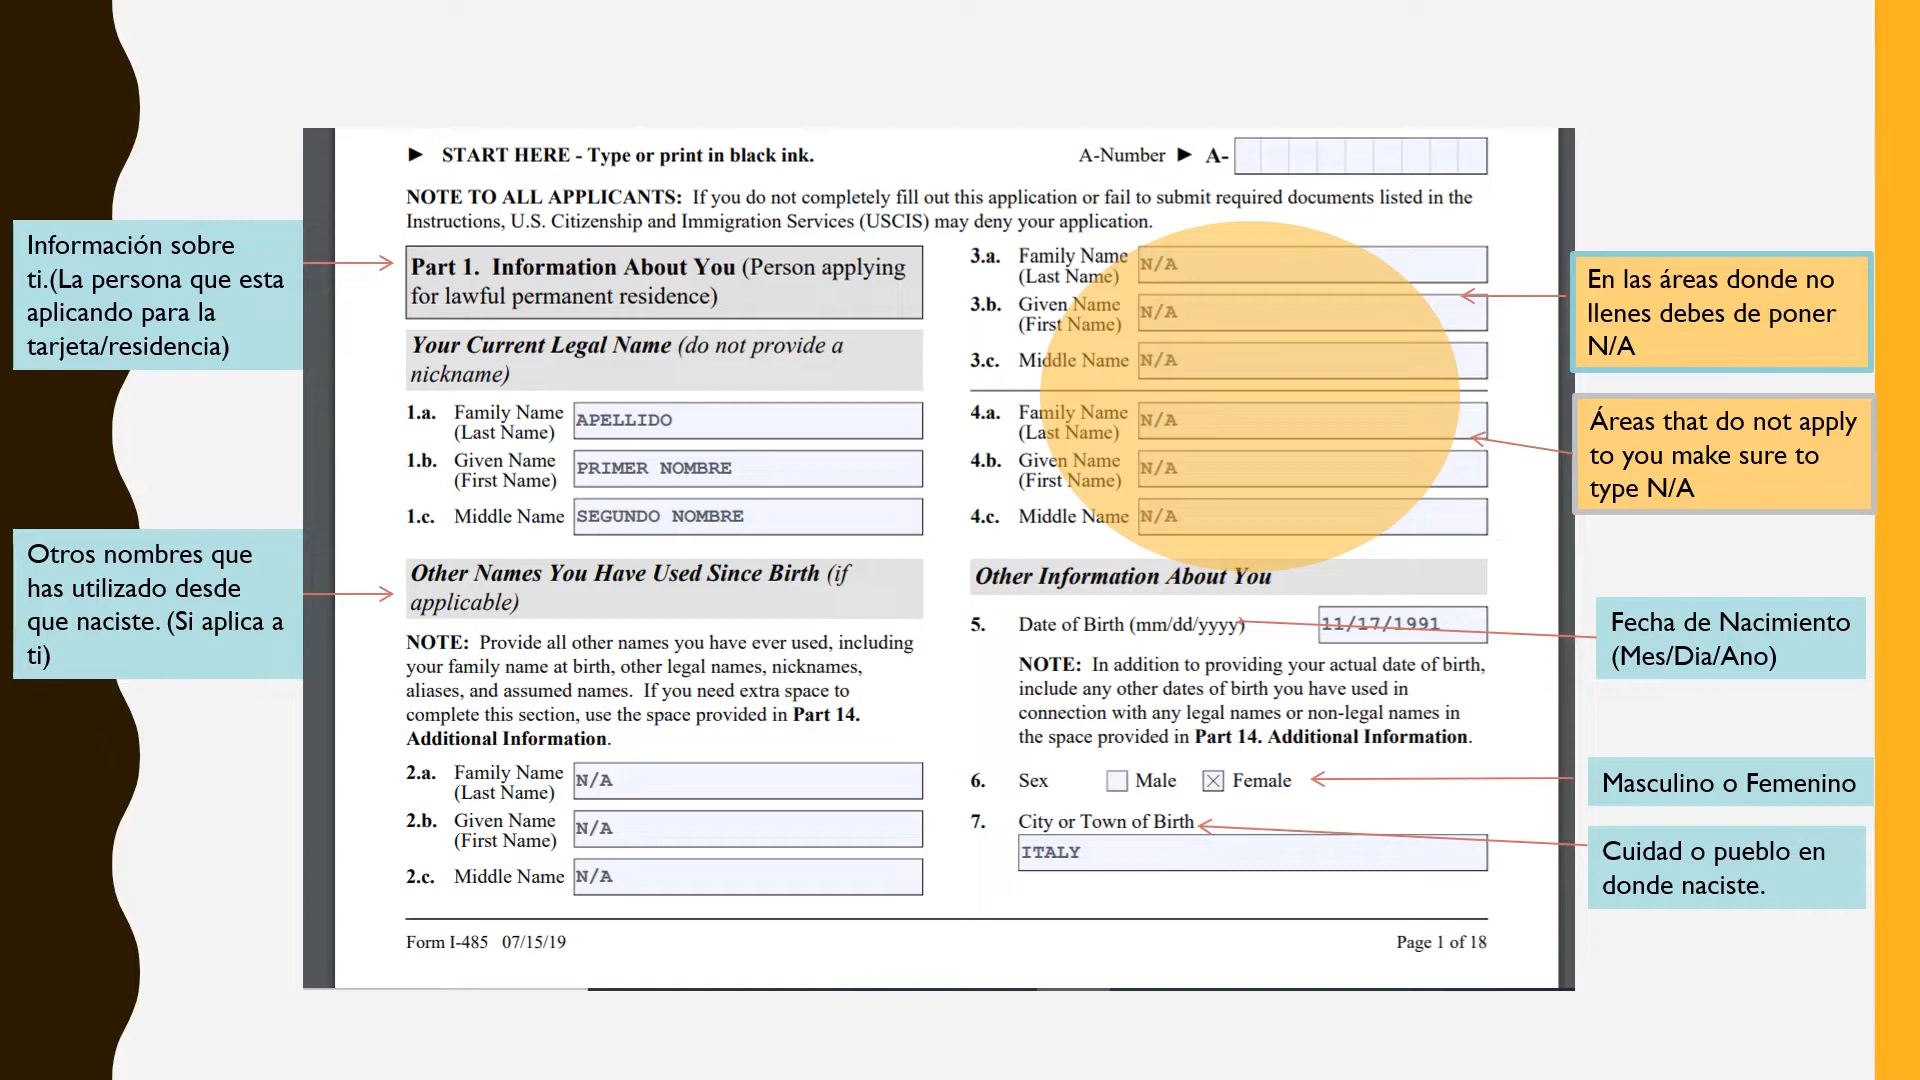 ► START HERE - Type or print in black ink.
A-Number ► A-
NOTE TO ALL APPLICANTS: If you do not completely fill out this application or fail to submit required documents listed in the
Instructions, U.S. Citizenship and Immigration Services (USCIS) may deny your application.
Información sobre
ti.(La persona que esta
aplicando para la
tarjeta/residencia)
Part 1. Information About You (Person applying
for lawful permanent residence)
Your Current Legal Name (do not provide a
nickname)
1.a. Family Name
(Last Name)
APELLIDO
1.b. Given Name
(First Name)
PRIMER NOMBRE
1.c. Middle Name SEGUNDO NOMBRE
Otros nombres que
has utilizado desde
que naciste. (Si aplica a
ti)
Other Names You Have Used Since Birth (if
applicable)
NOTE: Provide all other names you have ever used, including
your family name at birth, other legal names, nicknames,
aliases, and assumed names. If you need extra space to
complete this section, use the space provided in Part 14.
Additional Information.
2.a. Family Name
(Last Name)
N/A
2.b. Given Name
(First Name)
N/A
2.c. Middle Name N/A
3.a. Family Name
(Last Name)
N/A
3.b. Given Name
(First Name)
N/A
3.c. Middle Name N/A
4.a. Family Name
(Last Name)
N/A
4.b. Given Name
(First Name)
N/A
4.c. Middle Name N/A
En las áreas donde no
llenes debes de poner
N/A
Áreas that do not apply
to you make sure to
type N/A
Other Information About You
5. Date of Birth (mm/dd/yyyy) 11/17/1991
Fecha de Nacimiento
(Mes/Dia/Ano)
NOTE: In addition to providing your actual date of birth,
include any other dates of birth you have used in
connection with any legal names or non-legal names in
the space provided in Part 14. Additional Information.
6. Sex Male Female
Masculino o Femenino
7. City or Town of Birth
ITALY
Cuidad o pueblo en
donde naciste.
Form I-485 07/15/19
Page 1 of 18